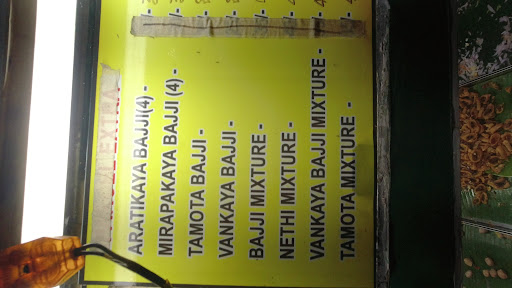 ARATIKAYA BAJJI(4) -
MIRAPAKAYA BAJJI (4) -
TAMOTA BAJJI -
VANKAYA BAJJI -
BAJJI MIXTURE -
NETHI MIXTURE -
VANKAYA BAJJI MIXTURE -
TAMOTA MIXTURE -